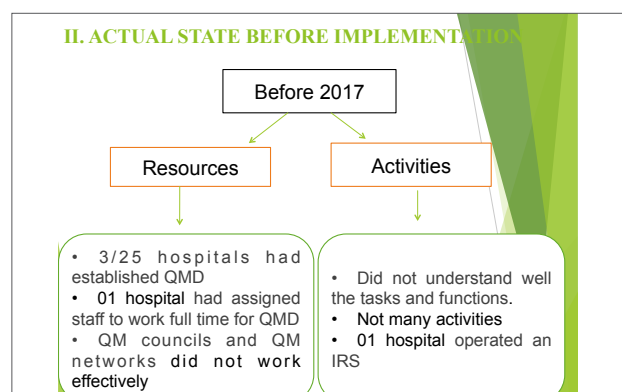 II. ACTUAL STATE BEFORE IMPLEMENTATION
Before 2017
Resources
Activities
• 3/25 hospitals had
established QMD
• 01 hospital had assigned
staff to work full time for QMD
• QM councils and QM
networks did not work
effectively
• Did not understand well
the tasks and functions.
• Not many activities
• 01 hospital operated an
IRS